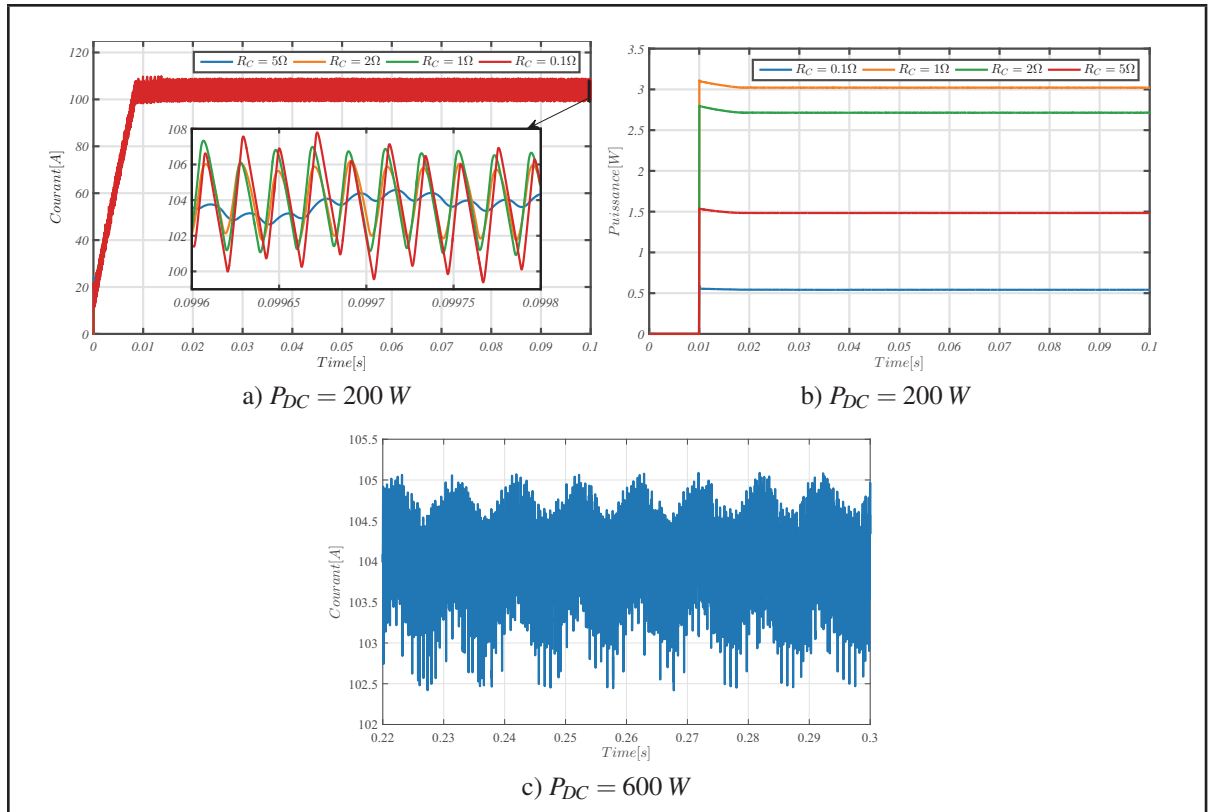 R_C = 5Ω R_C = 2Ω R_C = 1Ω R_C = 0.1Ω
120
100
80
60
40
20
0
Courant[A]
108
106
104
102
100
0.0996 0.09965 0.0997 0.09975 0.0998
0 0.01 0.02 0.03 0.04 0.05 0.06 0.07 0.08 0.09 0.1
Time[s]
a) P_DC = 200 W
R_C = 0.1Ω R_C = 1Ω R_C = 2Ω R_C = 5Ω
3.5
3
2.5
2
1.5
1
0.5
0
Puissance[W]
0 0.01 0.02 0.03 0.04 0.05 0.06 0.07 0.08 0.09 0.1
Time[s]
b) P_DC = 200 W
105.5
105
104.5
104
103.5
103
102.5
102
Courant[A]
0.22 0.23 0.24 0.25 0.26 0.27 0.28 0.29 0.3
Time[s]
c) P_DC = 600 W